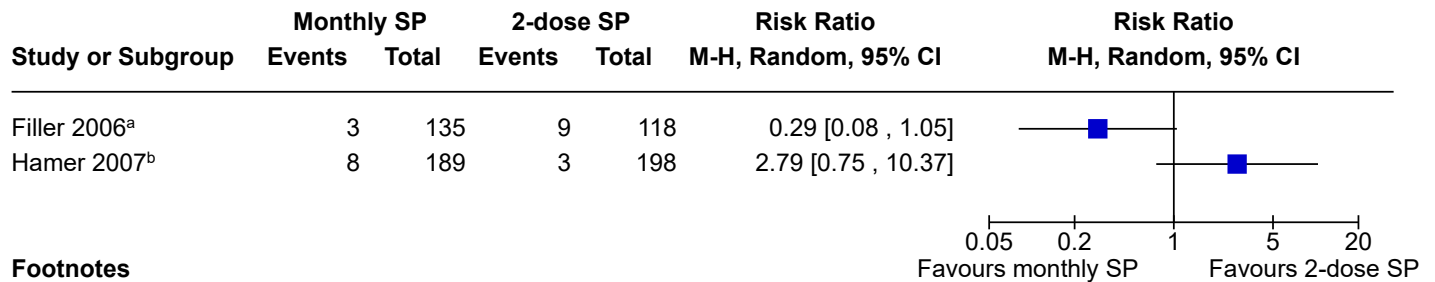 Monthly SP 2-dose SP Risk Ratio Risk Ratio
Study or Subgroup Events Total Events Total M-H, Random, 95% CI M-H, Random, 95% CI
Filler 2006ᵃ 3 135 9 118 0.29 [0.08 , 1.05]
Hamer 2007ᵇ 8 189 3 198 2.79 [0.75 , 10.37]
0.05 0.2 1 5 20
Favours monthly SP Favours 2-dose SP
Footnotes